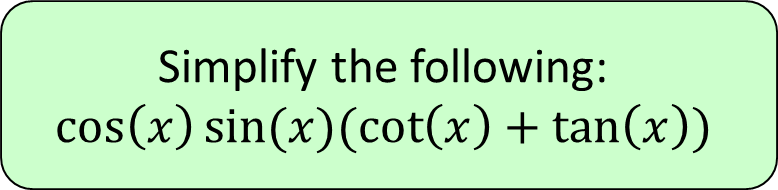 Simplify the following:
cos(𝑥) sin(𝑥)(cot(𝑥) + tan(𝑥))